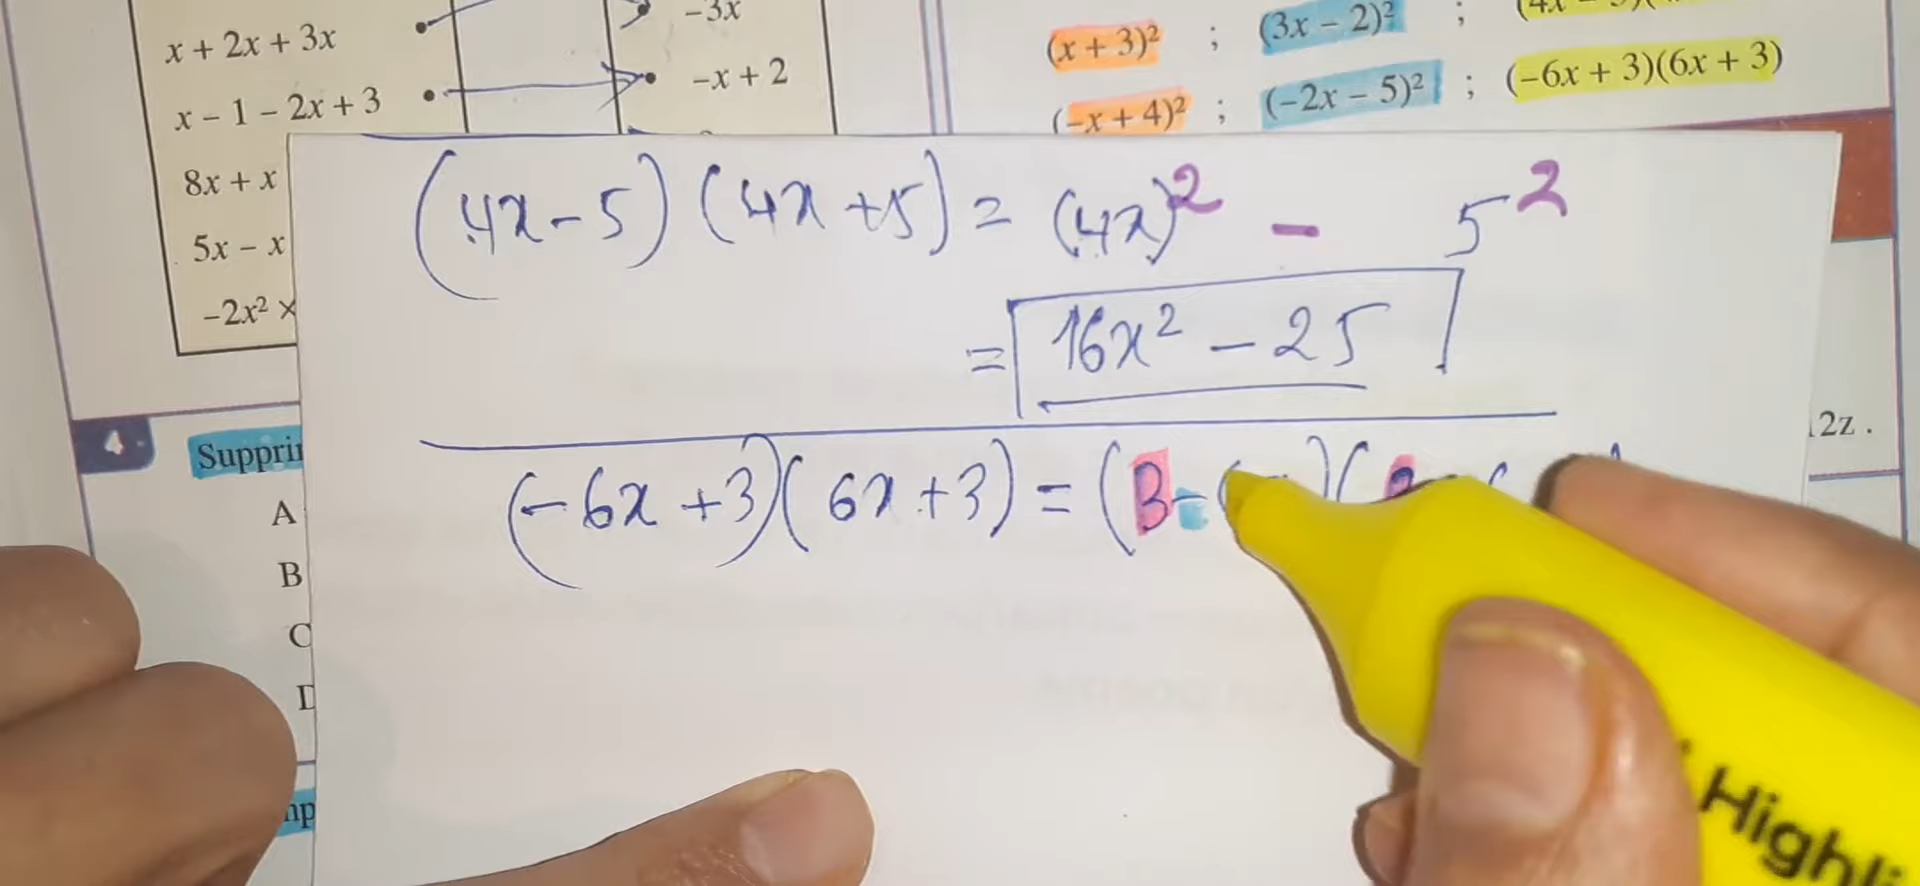 x + 2x + 3x
x – 1 – 2x + 3
8x + x
5x – x
–2x² ×
–3x
–x + 2
(x + 3)² ; (3x – 2)² ;
(–x + 4)² ; (–2x – 5)² ; (–6x + 3)(6x + 3)
(4x – 5) (4x + 5) = (4x)² – 5²
= 16x² – 25
(–6x + 3)(6x + 3) = (3 –
4
A
B
C
D
2z .
Highli